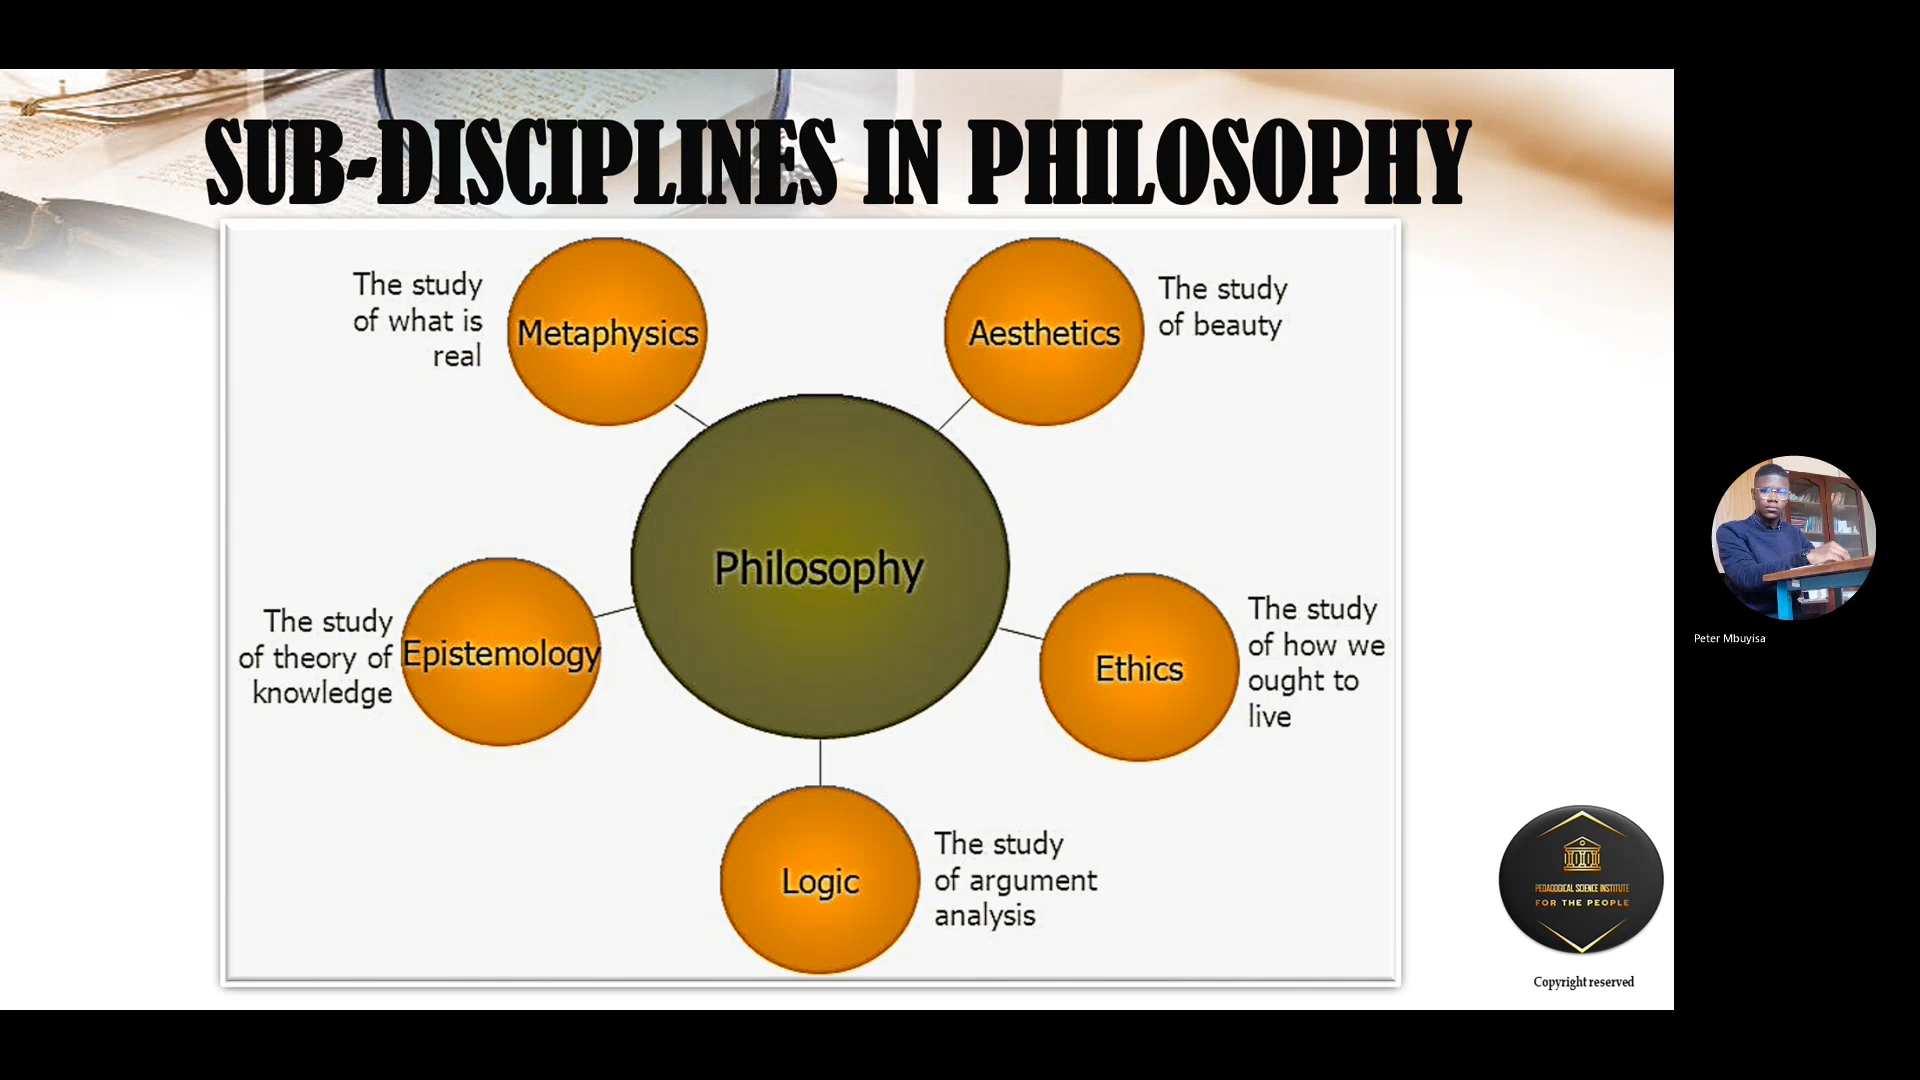 SUB-DISCIPLINES IN PHILOSOPHY
The study
of what is
real
Metaphysics
Aesthetics
The study
of beauty
Philosophy
The study
of theory of
knowledge
Epistemology
Ethics
The study
of how we
ought to
live
Logic
The study
of argument
analysis
PEDAGOGICAL SCIENCE INSTITUTE
FOR THE PEOPLE
Copyright reserved
Peter Mbuyisa